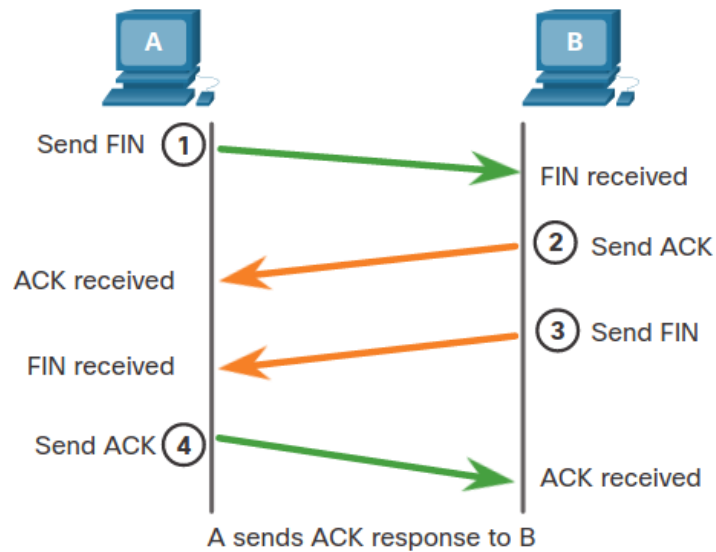 A
B
Send FIN 1
FIN received
2 Send ACK
ACK received
3 Send FIN
FIN received
Send ACK 4
ACK received
A sends ACK response to B